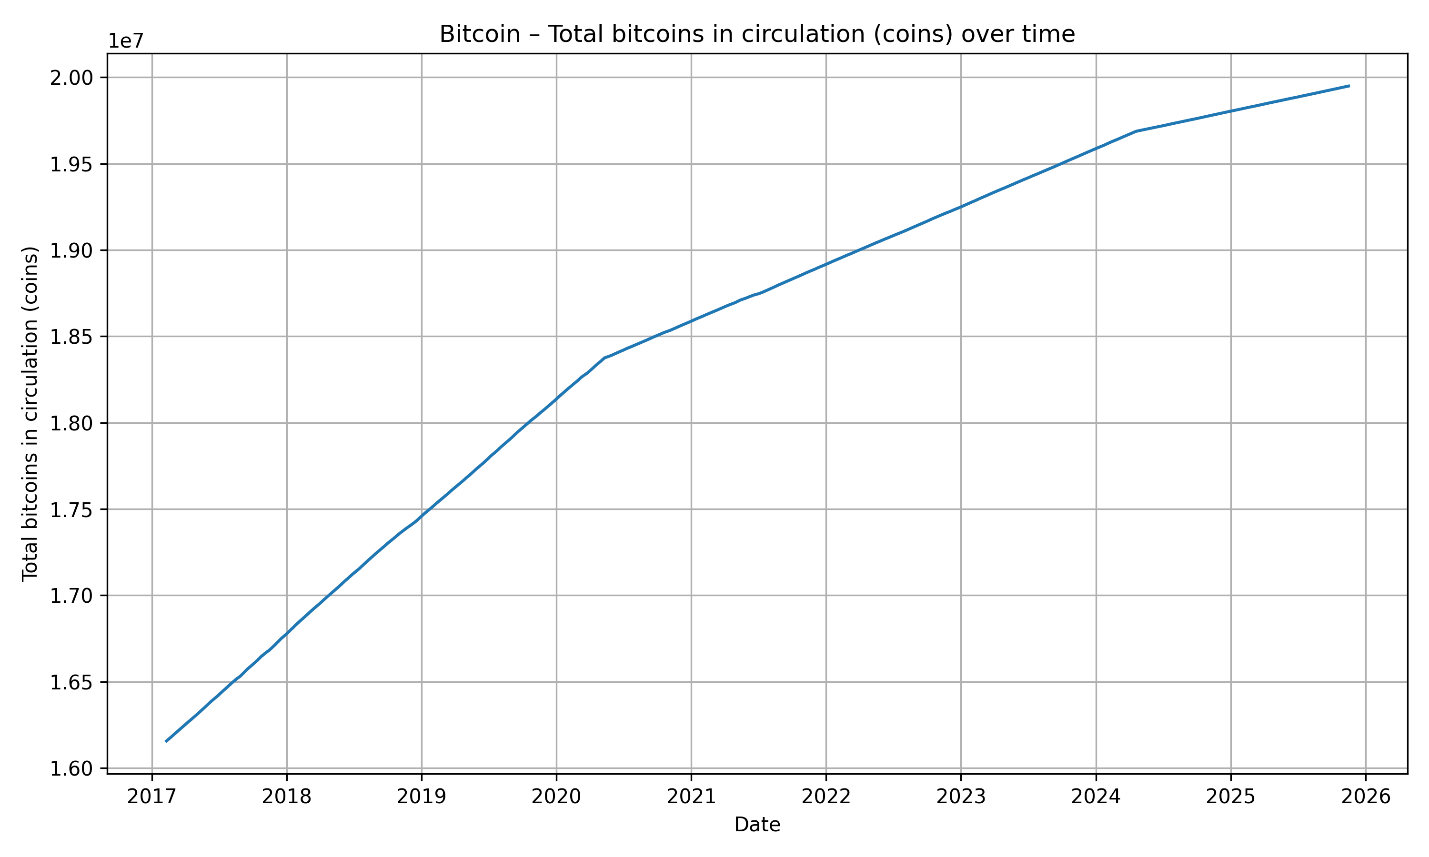 Bitcoin – Total bitcoins in circulation (coins) over time
1e7
2.00
1.95
1.90
1.85
1.80
1.75
1.70
1.65
1.60
Total bitcoins in circulation (coins)
2017 2018 2019 2020 2021 2022 2023 2024 2025 2026
Date